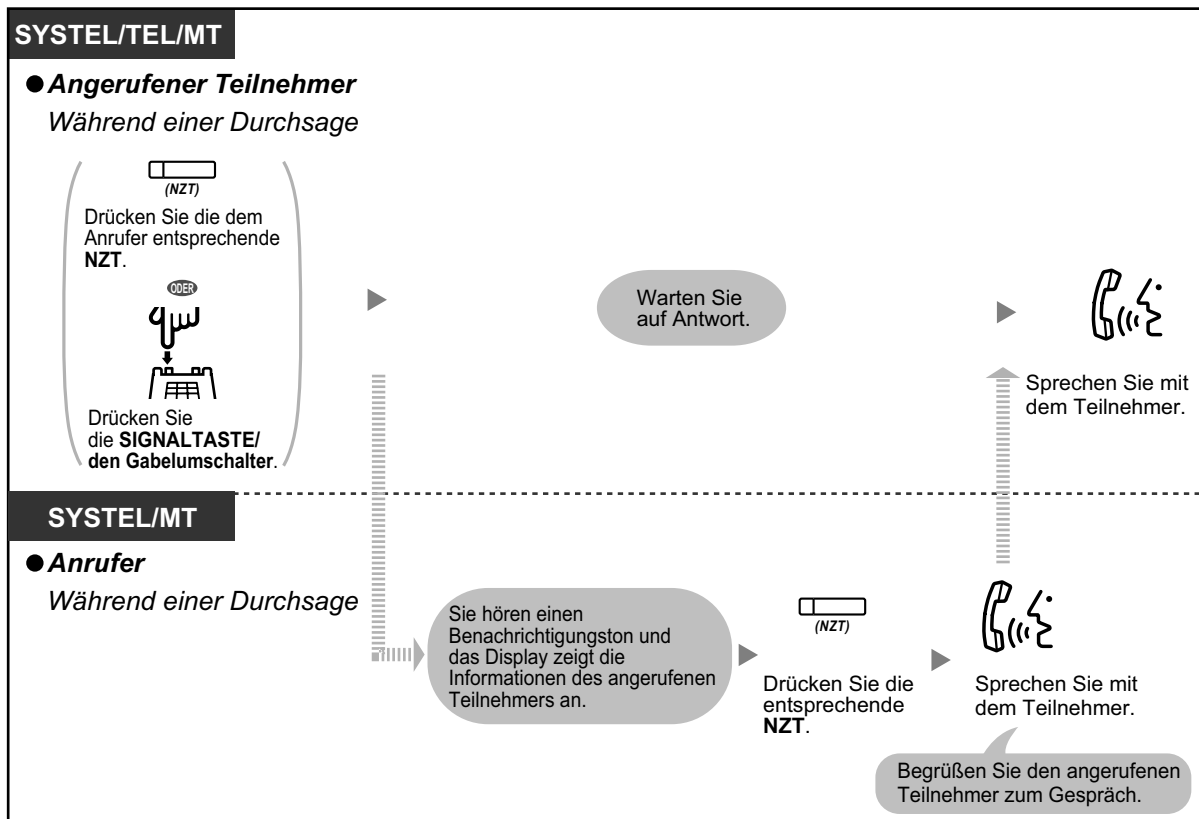 SYSTEL/TEL/MT
Angerufener Teilnehmer
Während einer Durchsage
(NZT)
Drücken Sie die dem
Anrufer entsprechende
NZT.
ODER
Drücken Sie
die SIGNALTASTE/
den Gabelumschalter.
Warten Sie
auf Antwort.
Sprechen Sie mit
dem Teilnehmer.
SYSTEL/MT
Anrufer
Während einer Durchsage
Sie hören einen
Benachrichtigungston und
das Display zeigt die
Informationen des angerufenen
Teilnehmers an.
(NZT)
Drücken Sie die
entsprechende
NZT.
Sprechen Sie mit
dem Teilnehmer.
Begrüßen Sie den angerufenen
Teilnehmer zum Gespräch.